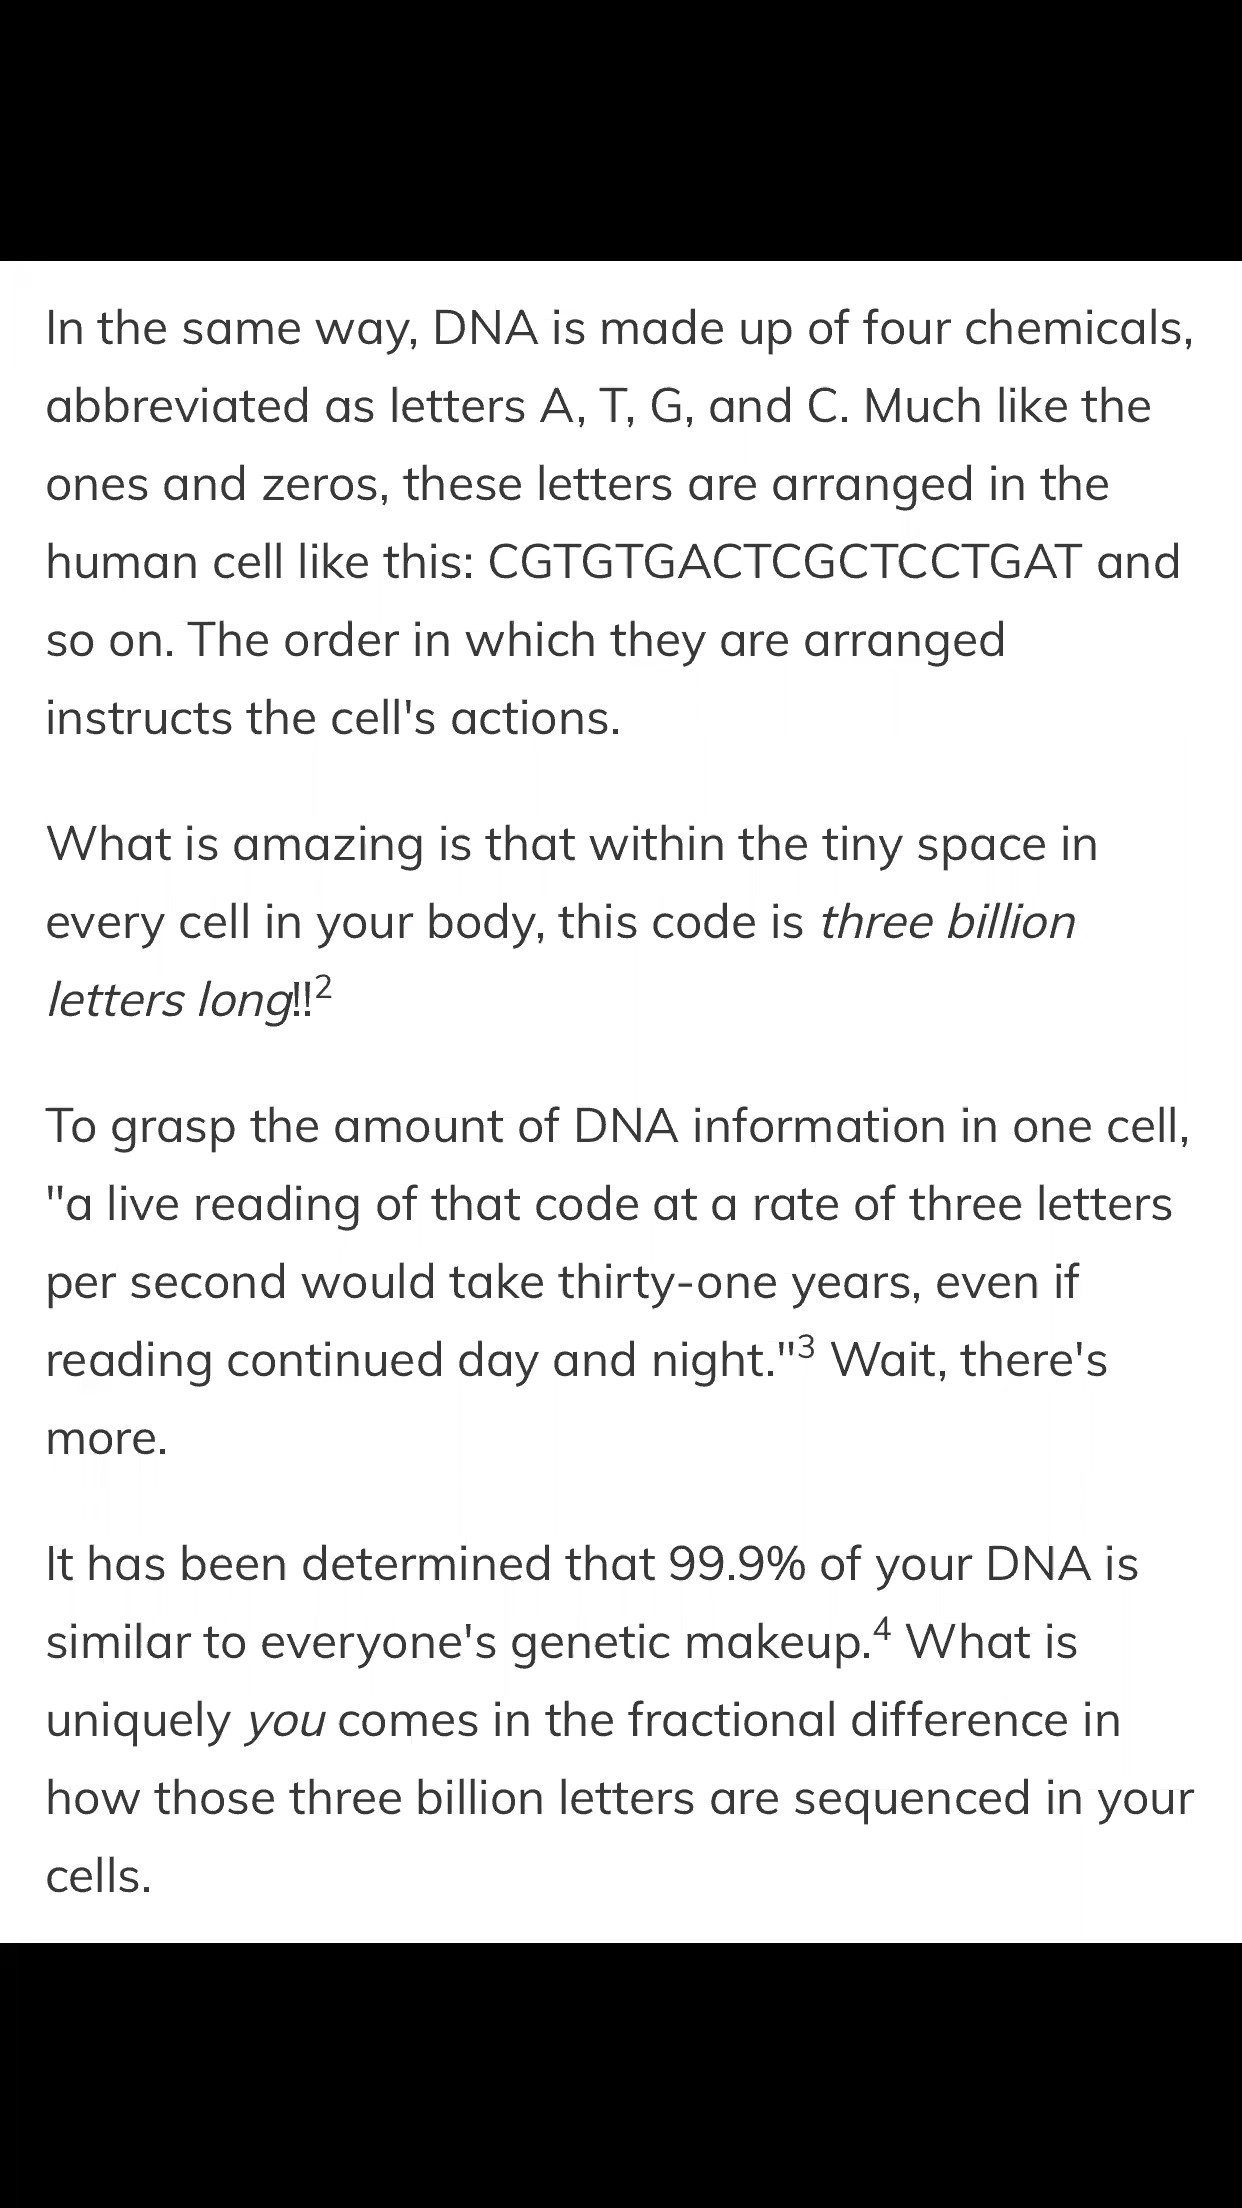 In the same way, DNA is made up of four chemicals,
abbreviated as letters A, T, G, and C. Much like the
ones and zeros, these letters are arranged in the
human cell like this: CGTGTGACTCGCTCCTGAT and
so on. The order in which they are arranged
instructs the cell's actions.
What is amazing is that within the tiny space in
every cell in your body, this code is three billion
letters long!!2
To grasp the amount of DNA information in one cell,
"a live reading of that code at a rate of three letters
per second would take thirty-one years, even if
reading continued day and night."3 Wait, there's
more.
It has been determined that 99.9% of your DNA is
similar to everyone's genetic makeup.4 What is
uniquely you comes in the fractional difference in
how those three billion letters are sequenced in your
cells.